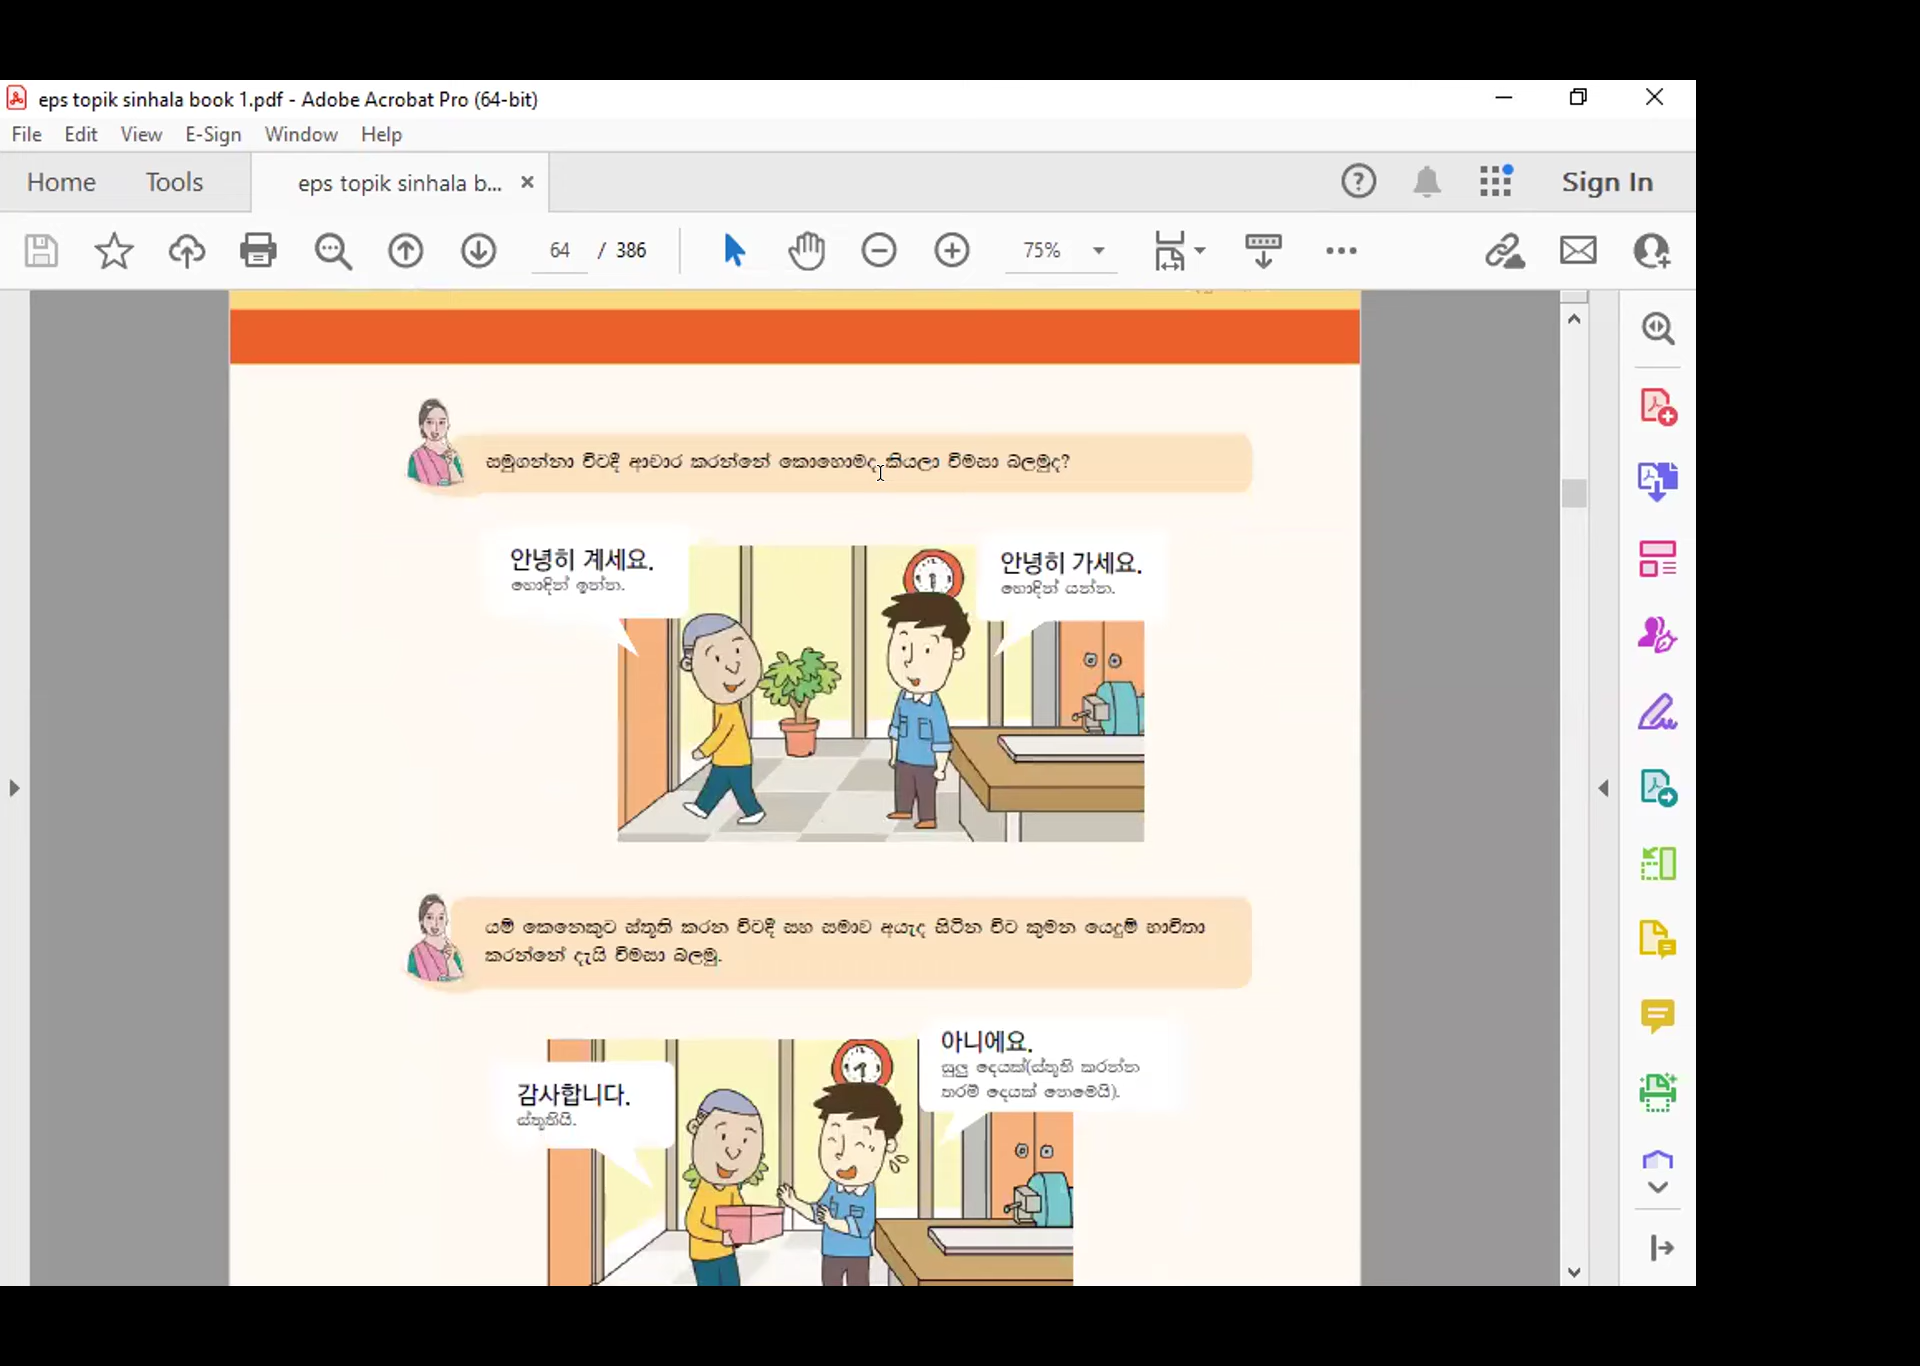 eps topik sinhala book 1.pdf - Adobe Acrobat Pro (64-bit)
File Edit View E-Sign Window Help
Home Tools eps topik sinhala b... Sign In
64 / 386 75%
සමුගන්නා විටදී ආචාර කරන්නේ කොහොමද කියලා විමසා බලමුද?
안녕히 계세요.
හොඳින් ඉන්න.
안녕히 가세요.
හොඳින් යන්න.
යම් කෙනෙකුට ස්තූති කරන විටදී සහ සමාව අයැද සිටින විට කුමන යෙදුම් භාවිතා
කරන්නේ දැයි විමසා බලමු.
감사합니다.
ස්තූතියි.
아니에요.
සුලු දෙයක්(ස්තූති කරන්න
තරම් දෙයක් නෙමෙයි).